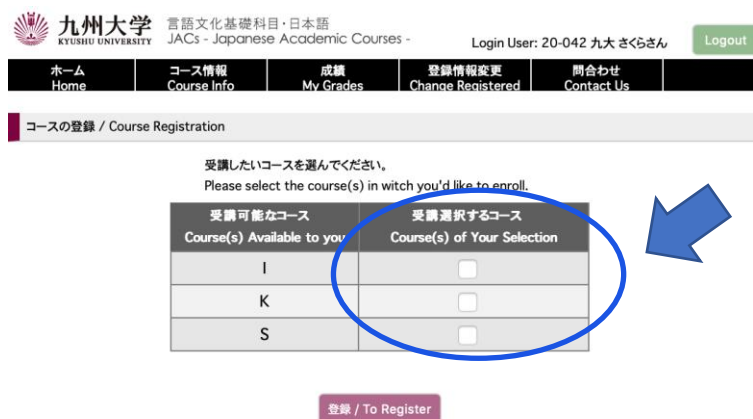 九州大学
KYUSHU UNIVERSITY
言語文化基礎科目・日本語
JACs - Japanese Academic Courses -
Login User: 20-042 九大 さくらさん
Logout
ホーム
Home
コース情報
Course Info
成績
My Grades
登録情報変更
Change Registered
問合わせ
Contact Us
コースの登録 / Course Registration
受講したいコースを選んでください。
Please select the course(s) in witch you'd like to enroll.
受講可能なコース
Course(s) Available to you
受講選択するコース
Course(s) of Your Selection
I
K
S
登録 / To Register